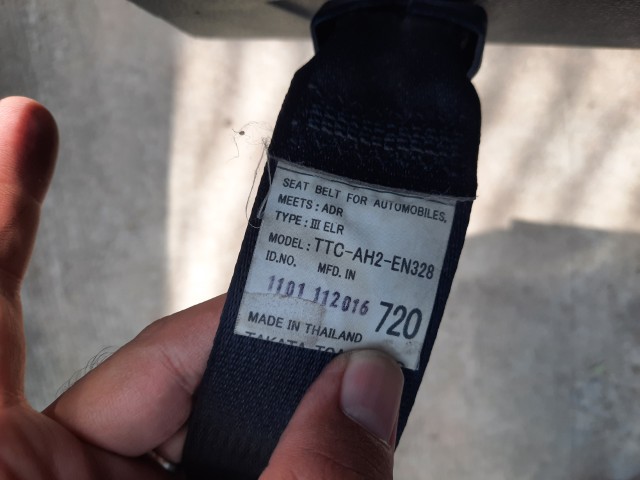 SEAT BELT FOR AUTOMOBILES.
MEETS: ADR
TYPE: III ELR
MODEL: TTC-AH2-EN328
ID.NO. MFD. IN
1101 112016 720
MADE IN THAILAND
TAKATA